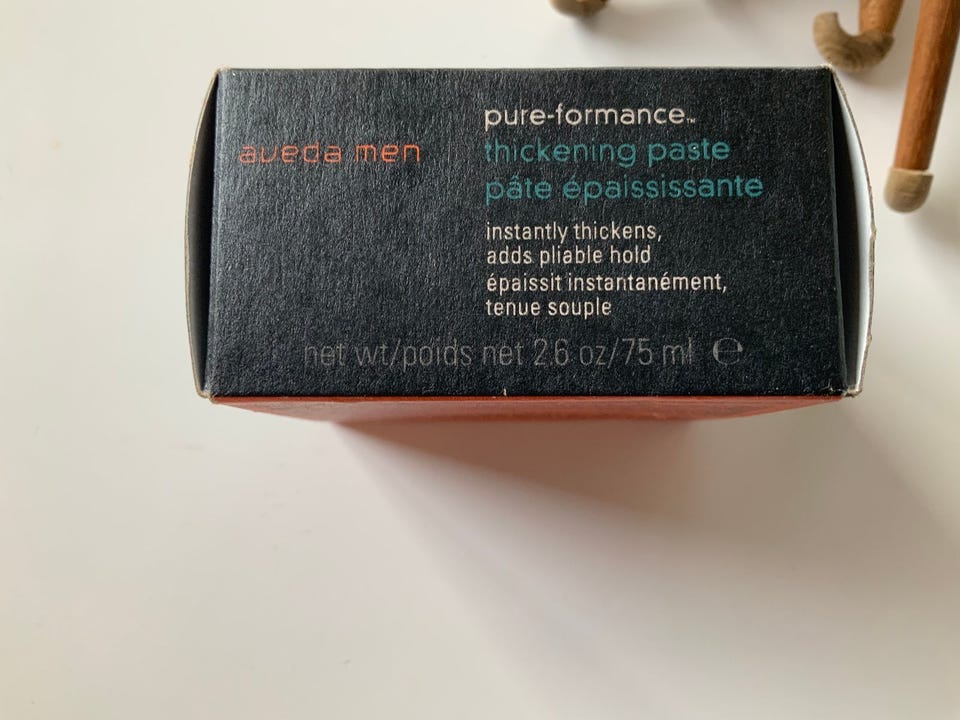 aveda men
pure-formance™
thickening paste
pâte épaississante
instantly thickens,
adds pliable hold
épaissit instantanément,
tenue souple
net wt/poids net 2.6 oz/75 ml ℮